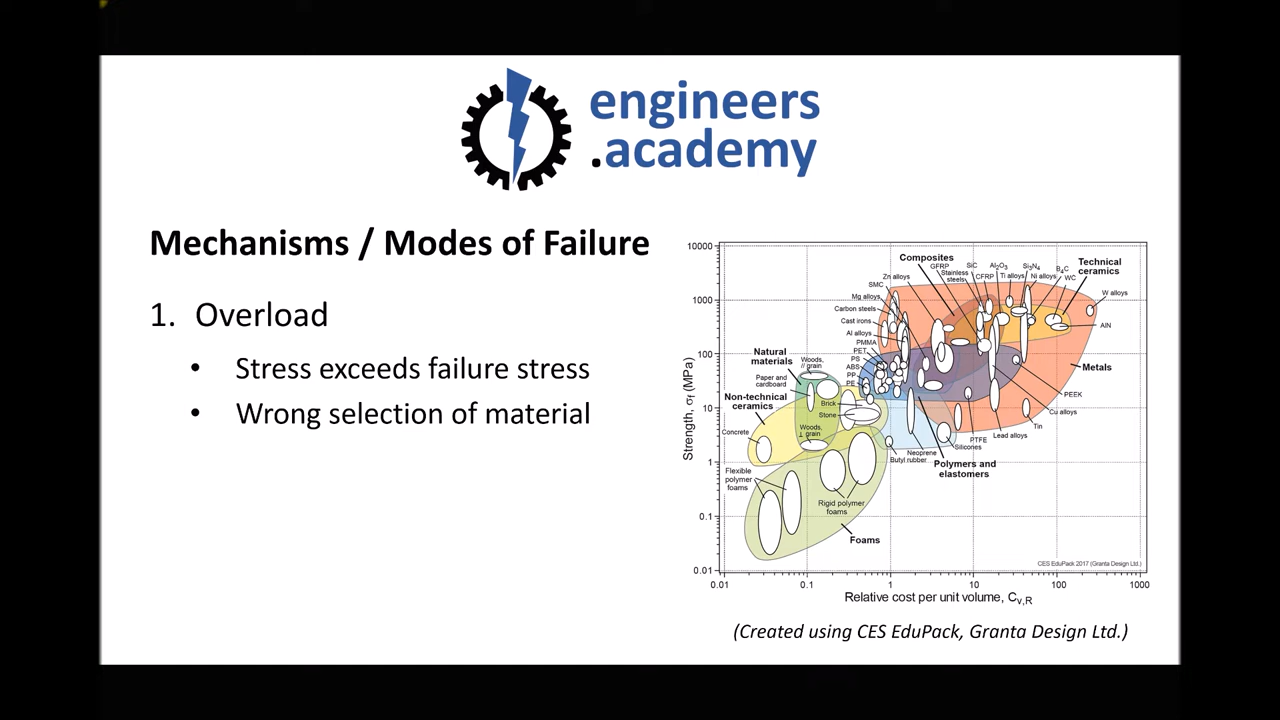 engineers
.academy
Mechanisms / Modes of Failure
1. Overload
• Stress exceeds failure stress
• Wrong selection of material
10000
1000
100
10
1
0.1
0.01
Strength, σf (MPa)
0.01
0.1
1
10
100
1000
Relative cost per unit volume, Cv,R
Composites
GFRP
SiC
Al2O3
Si3N4
B4C
Technical
ceramics
Zn alloys
Stainless
steels
CFRP
Ti alloys
Ni alloys
WC
SMC
W alloys
Mg alloys
Carbon steels
Cast irons
AlN
Al alloys
PMMA
PET
PS
ABS
PP
PE
Natural
materials
Woods,
// grain
Metals
Paper and
cardboard
Non-technical
ceramics
Brick
Stone
PEEK
Cu alloys
Tin
Concrete
Woods,
⊥ grain
Lead alloys
PTFE
Silicones
Neoprene
Butyl rubber
Polymers and
elastomers
Flexible
polymer
foams
Rigid polymer
foams
Foams
CES EduPack 2017 (Granta Design Ltd.)
(Created using CES EduPack, Granta Design Ltd.)